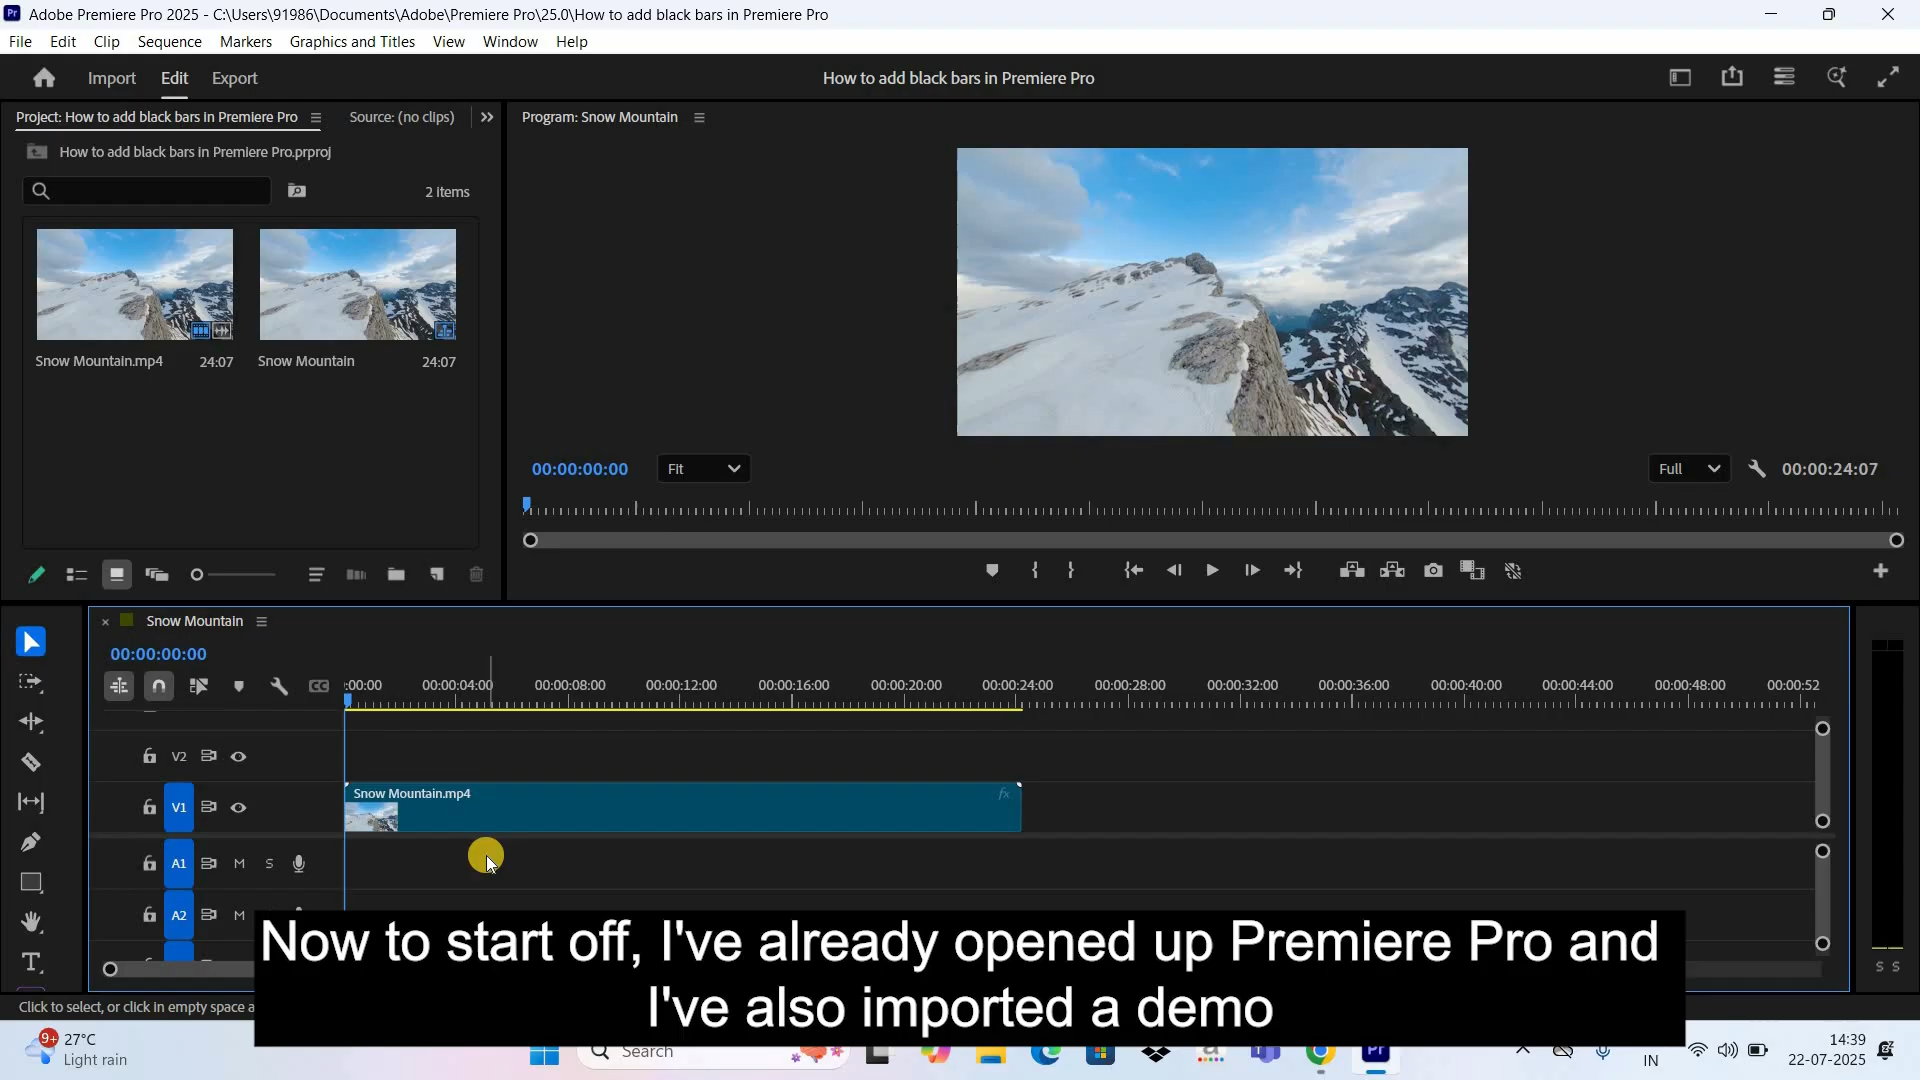 Adobe Premiere Pro 2025 - C:\Users\91986\Documents\Adobe\Premiere Pro\25.0\How to add black bars in Premiere Pro
File Edit Clip Sequence Markers Graphics and Titles View Window Help
Import Edit Export
How to add black bars in Premiere Pro
Project: How to add black bars in Premiere Pro
Source: (no clips)
How to add black bars in Premiere Pro.prproj
2 items
Snow Mountain.mp4 24:07
Snow Mountain 24:07
Program: Snow Mountain
00:00:00:00 Fit Full 00:00:24:07
× Snow Mountain
00:00:00:00
CC :00:00 00:00:04:00 00:00:08:00 00:00:12:00 00:00:16:00 00:00:20:00 00:00:24:00 00:00:28:00 00:00:32:00 00:00:36:00 00:00:40:00 00:00:44:00 00:00:48:00 00:00:52
V2
V1 Snow Mountain.mp4 fx
A1 M S
A2 M
S S
Now to start off, I've already opened up Premiere Pro and
I've also imported a demo
Click to select, or click in empty space a
9+ 27°C
Light rain
Search
IN
14:39
22-07-2025